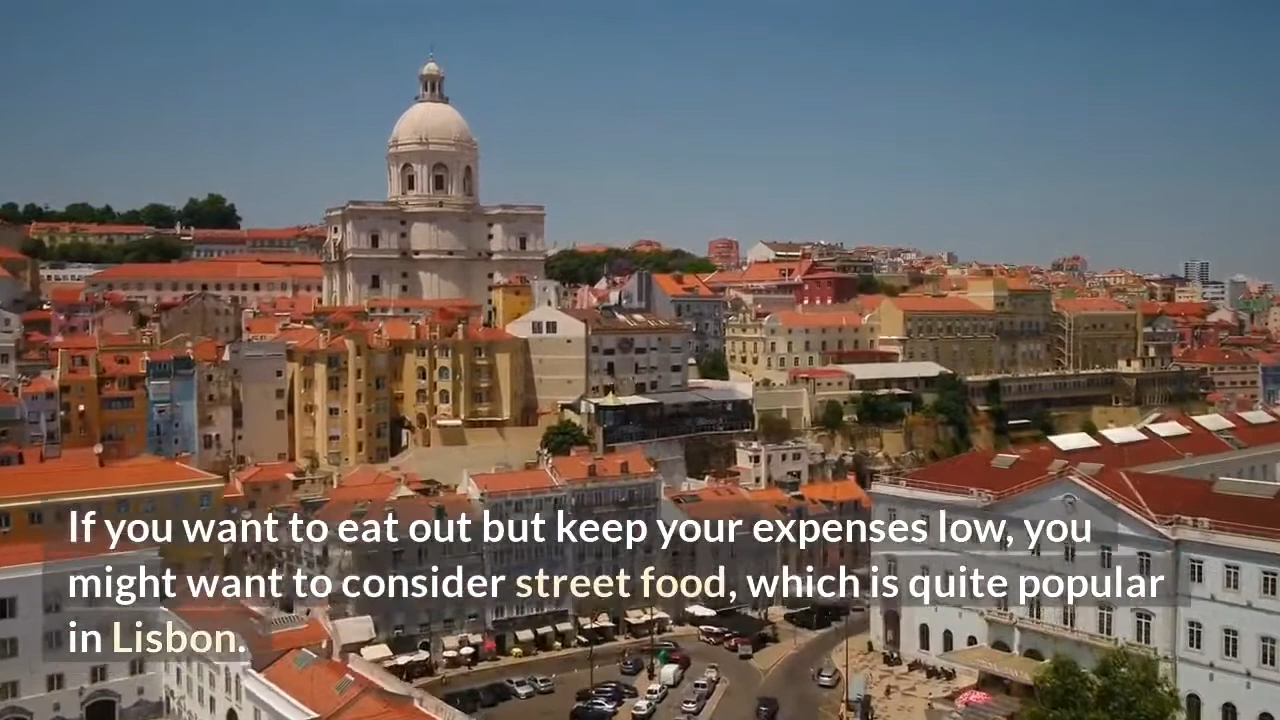 If you want to eat out but keep your expenses low, you
might want to consider street food, which is quite popular
in Lisbon.